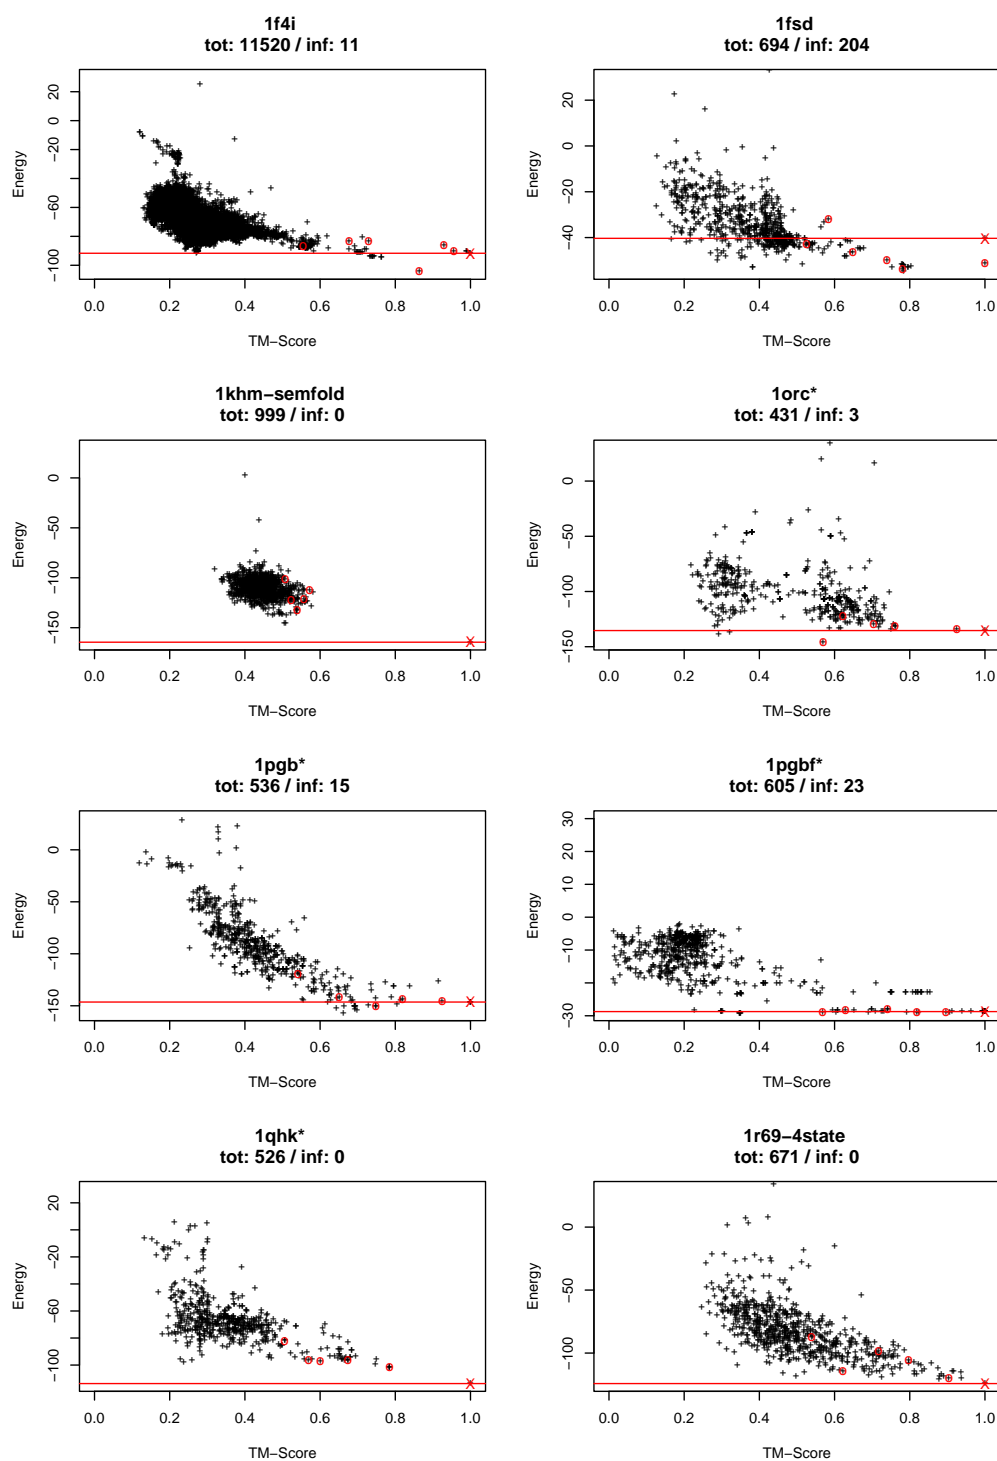 1f4i
tot: 11520 / inf: 11
Energy
20
0
−20
−60
−100
0.0 0.2 0.4 0.6 0.8 1.0
TM−Score
1fsd
tot: 694 / inf: 204
Energy
20
0
−20
−40
0.0 0.2 0.4 0.6 0.8 1.0
TM−Score
1khm−semfold
tot: 999 / inf: 0
Energy
0
−50
−100
−150
0.0 0.2 0.4 0.6 0.8 1.0
TM−Score
1orc*
tot: 431 / inf: 3
Energy
0
−50
−100
−150
0.0 0.2 0.4 0.6 0.8 1.0
TM−Score
1pgb*
tot: 536 / inf: 15
Energy
0
−50
−100
−150
0.0 0.2 0.4 0.6 0.8 1.0
TM−Score
1pgbf*
tot: 605 / inf: 23
Energy
30
20
10
0
−10
−30
0.0 0.2 0.4 0.6 0.8 1.0
TM−Score
1qhk*
tot: 526 / inf: 0
Energy
20
−20
−60
−100
0.0 0.2 0.4 0.6 0.8 1.0
TM−Score
1r69−4state
tot: 671 / inf: 0
Energy
0
−50
−100
0.0 0.2 0.4 0.6 0.8 1.0
TM−Score